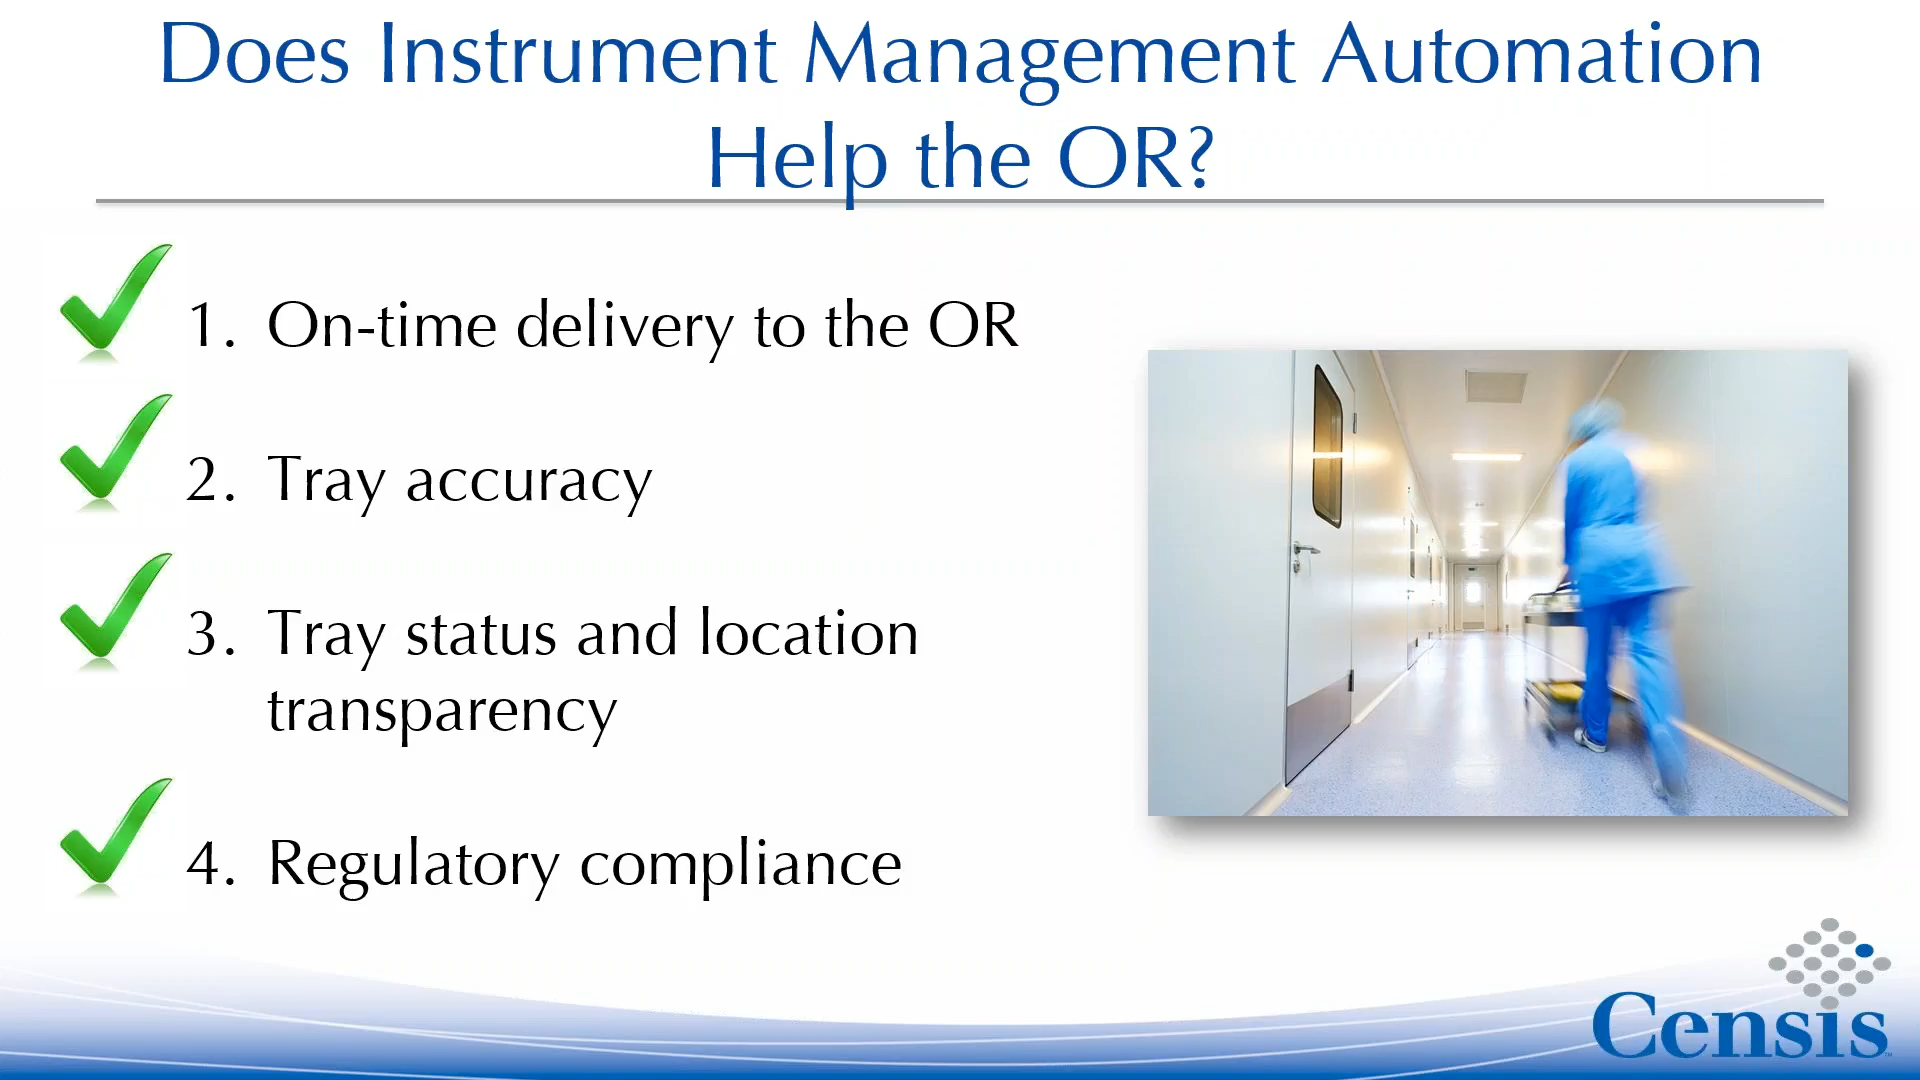 Does Instrument Management Automation
Help the OR?
1. On-time delivery to the OR
2. Tray accuracy
3. Tray status and location
transparency
4. Regulatory compliance
Censis